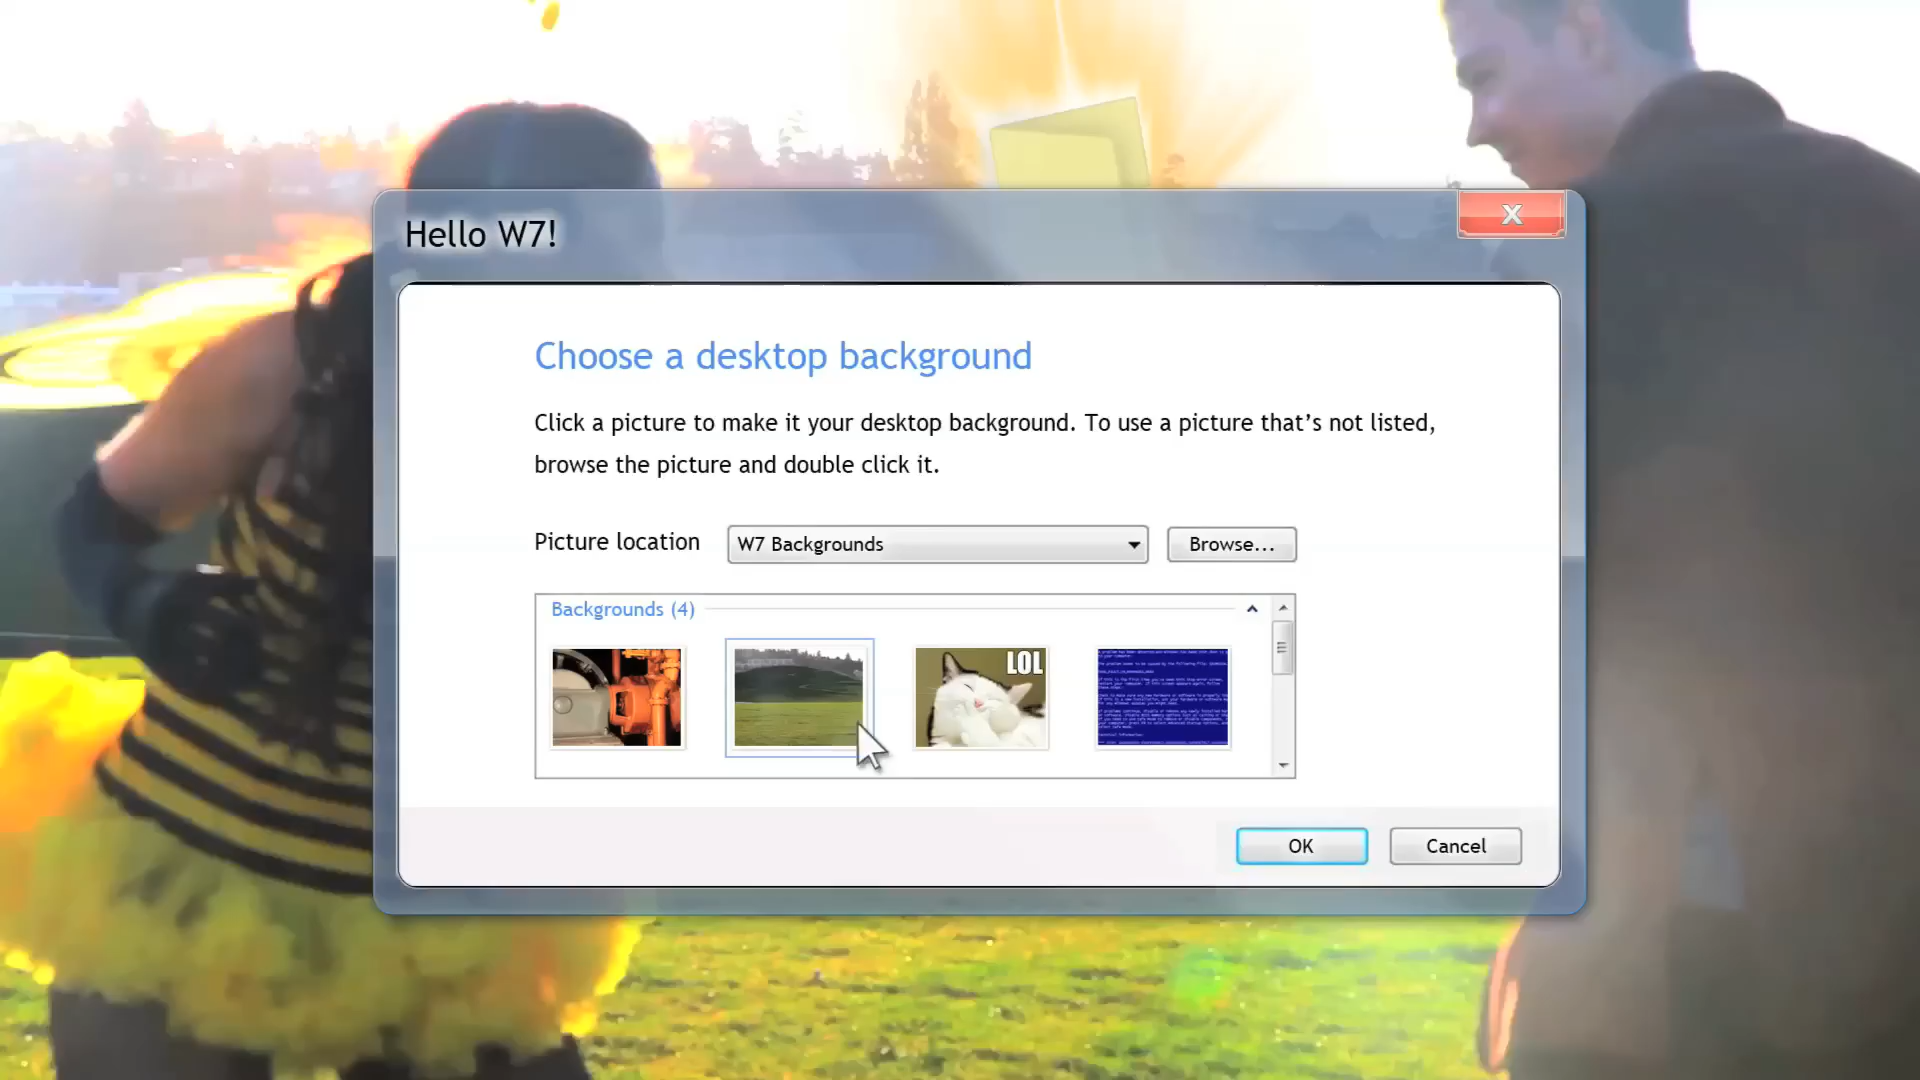 Hello W7!
X
Choose a desktop background
Click a picture to make it your desktop background. To use a picture that’s not listed,
browse the picture and double click it.
Picture location
W7 Backgrounds
Browse...
Backgrounds (4)
LOL
OK
Cancel